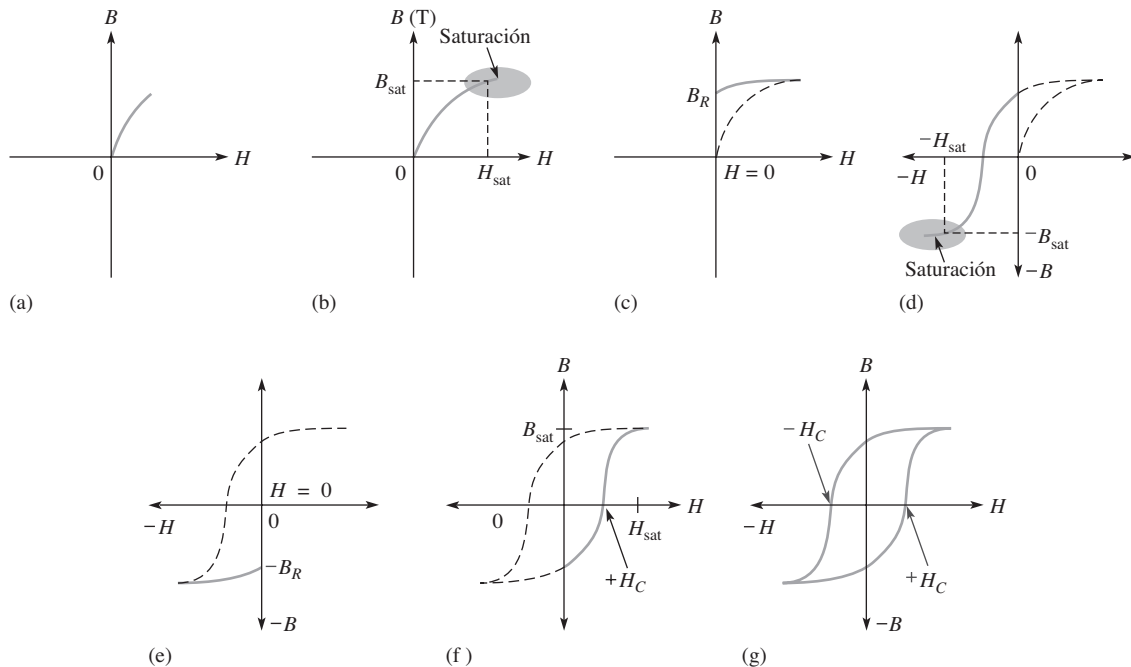 B
0
H
(a)
B (T)
Saturación
B_sat
0
H_sat
H
(b)
B
B_R
H = 0
H
(c)
B
−H_sat
−H
0
−B_sat
Saturación
−B
(d)
H = 0
−H
0
−B_R
−B
(e)
B
B_sat
0
H
H_sat
+H_C
(f )
B
−H_C
−H
H
+H_C
−B
(g)